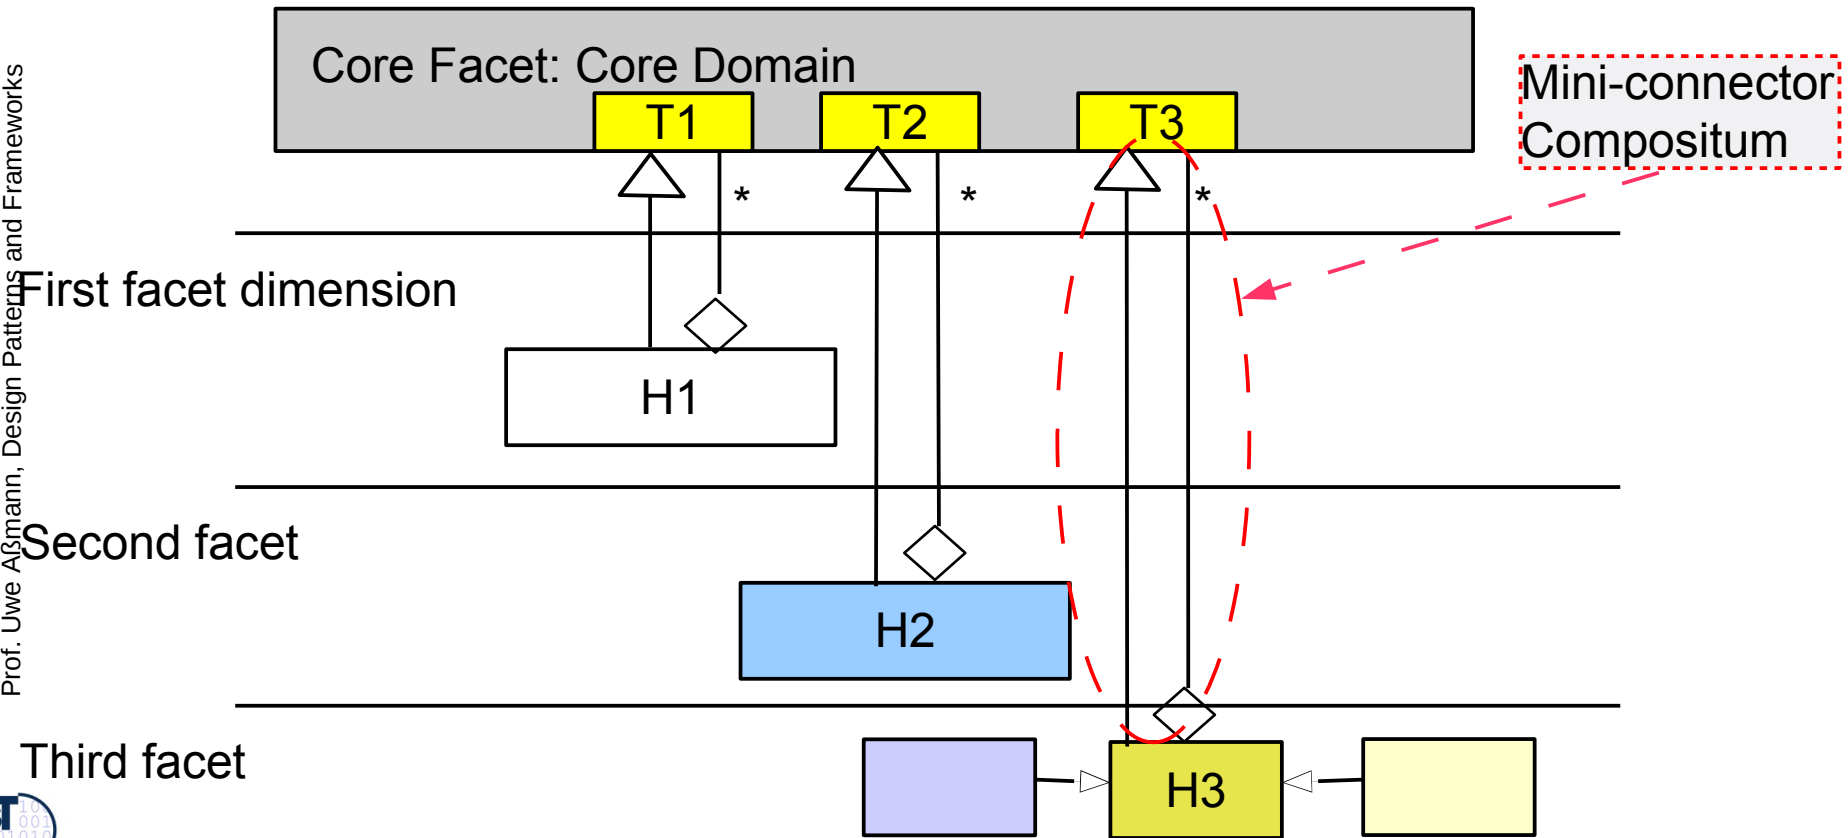 Core Facet: Core Domain
T1
T2
T3
Mini-connector
Compositum
*
*
*
First facet dimension
H1
Second facet
H2
Third facet
H3
Prof. Uwe Aßmann, Design Patterns and Frameworks